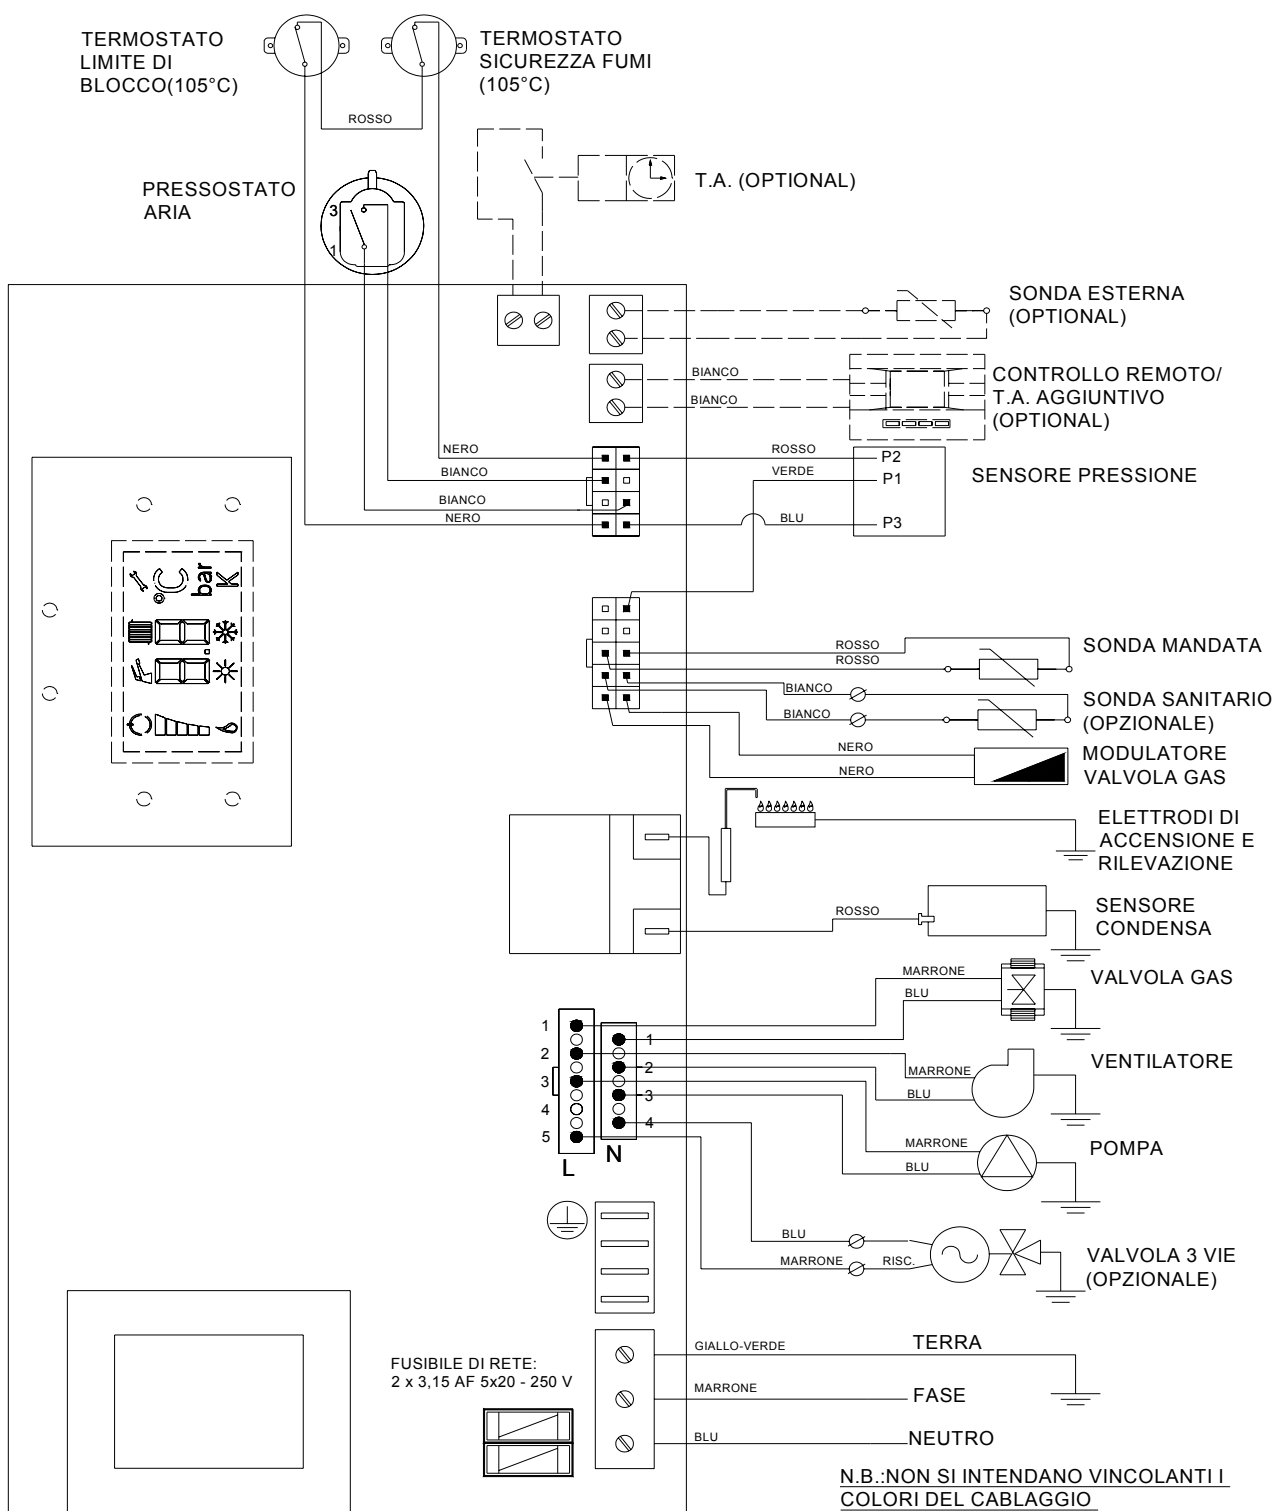 TERMOSTATO
LIMITE DI
BLOCCO(105°C)
TERMOSTATO
SICUREZZA FUMI
(105°C)
ROSSO
T.A. (OPTIONAL)
PRESSOSTATO
ARIA
3
1
SONDA ESTERNA
(OPTIONAL)
BIANCO
BIANCO
CONTROLLO REMOTO/
T.A. AGGIUNTIVO
(OPTIONAL)
NERO
BIANCO
BIANCO
NERO
ROSSO
VERDE
BLU
P2
P1
P3
SENSORE PRESSIONE
°C
bar
K
ROSSO
ROSSO
SONDA MANDATA
BIANCO
BIANCO
SONDA SANITARIO
(OPZIONALE)
NERO
NERO
MODULATORE
VALVOLA GAS
ELETTRODI DI
ACCENSIONE E
RILEVAZIONE
ROSSO
SENSORE
CONDENSA
MARRONE
BLU
VALVOLA GAS
1
2
3
4
5
L
1
2
3
4
N
MARRONE
BLU
VENTILATORE
MARRONE
BLU
POMPA
BLU
MARRONE
RISC.
VALVOLA 3 VIE
(OPZIONALE)
FUSIBILE DI RETE:
2 x 3,15 AF 5x20 - 250 V
GIALLO-VERDE
TERRA
MARRONE
FASE
BLU
NEUTRO
N.B.:NON SI INTENDANO VINCOLANTI I
COLORI DEL CABLAGGIO